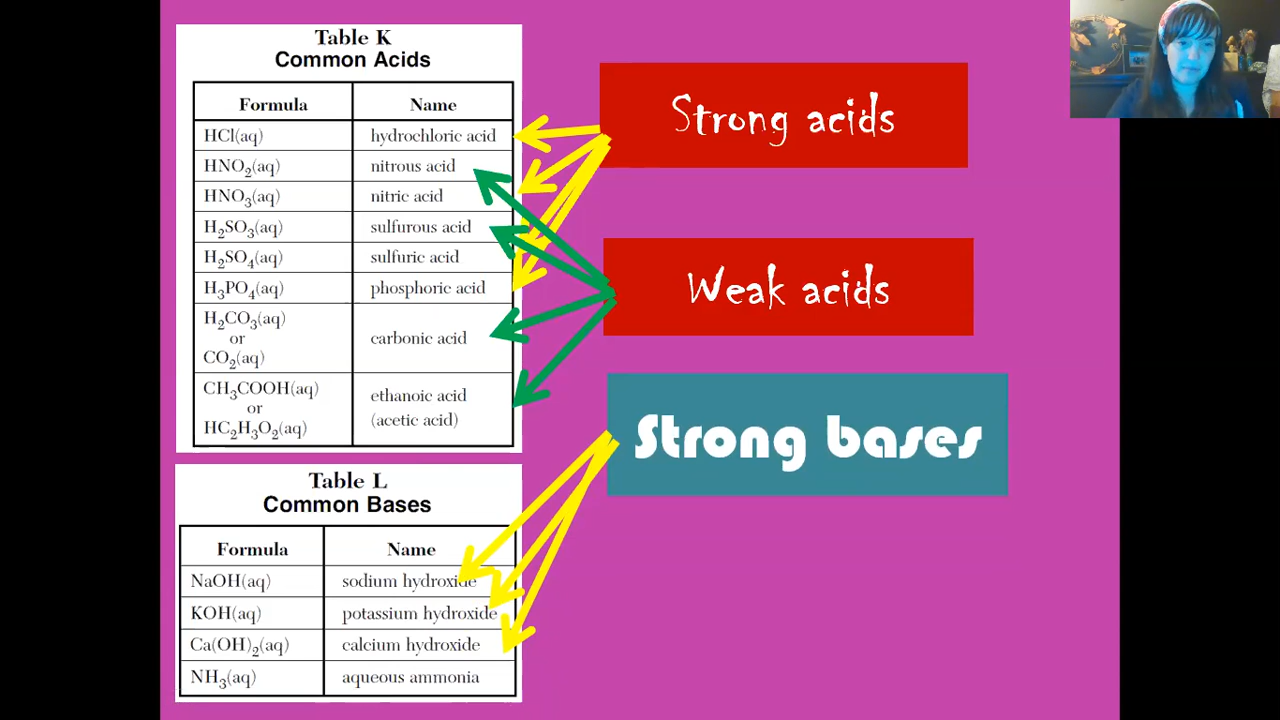 Table K
Common Acids
Formula Name
HCl(aq) hydrochloric acid
HNO₂(aq) nitrous acid
HNO₃(aq) nitric acid
H₂SO₃(aq) sulfurous acid
H₂SO₄(aq) sulfuric acid
H₃PO₄(aq) phosphoric acid
H₂CO₃(aq)
or
CO₂(aq)
carbonic acid
CH₃COOH(aq)
or
HC₂H₃O₂(aq)
ethanoic acid
(acetic acid)
Strong acids
Weak acids
Strong bases
Table L
Common Bases
Formula Name
NaOH(aq) sodium hydroxide
KOH(aq) potassium hydroxide
Ca(OH)₂(aq) calcium hydroxide
NH₃(aq) aqueous ammonia